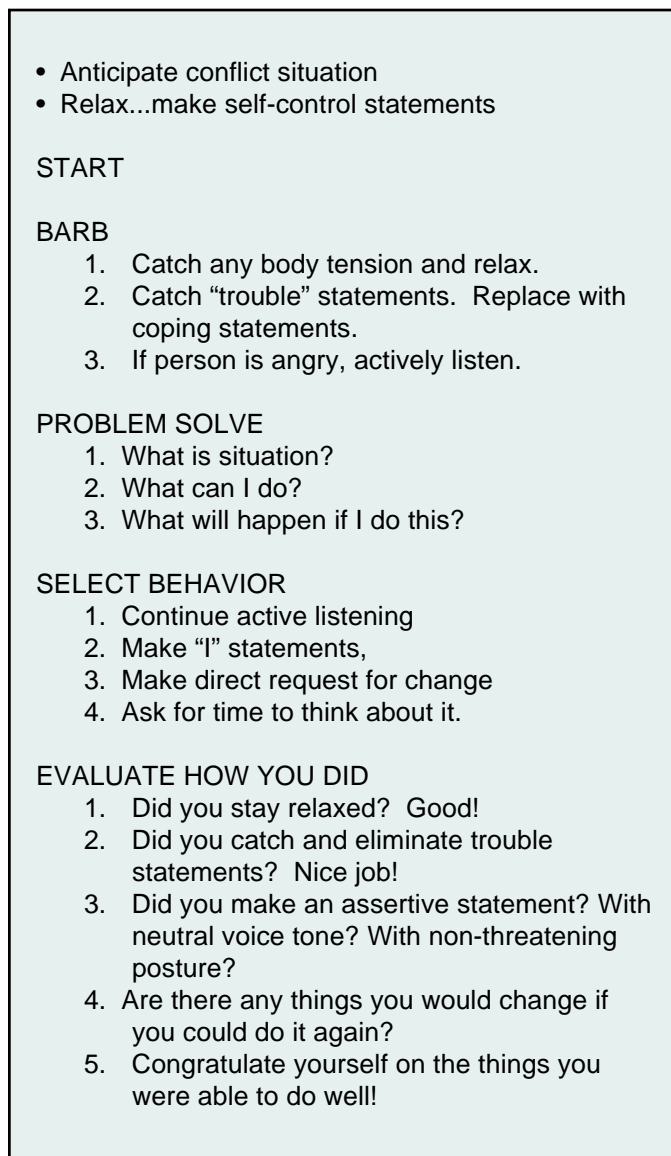 • Anticipate conflict situation
• Relax...make self-control statements
START
BARB
1. Catch any body tension and relax.
2. Catch “trouble” statements. Replace with
coping statements.
3. If person is angry, actively listen.
PROBLEM SOLVE
1. What is situation?
2. What can I do?
3. What will happen if I do this?
SELECT BEHAVIOR
1. Continue active listening
2. Make “I” statements,
3. Make direct request for change
4. Ask for time to think about it.
EVALUATE HOW YOU DID
1. Did you stay relaxed? Good!
2. Did you catch and eliminate trouble
statements? Nice job!
3. Did you make an assertive statement? With
neutral voice tone? With non-threatening
posture?
4. Are there any things you would change if
you could do it again?
5. Congratulate yourself on the things you
were able to do well!